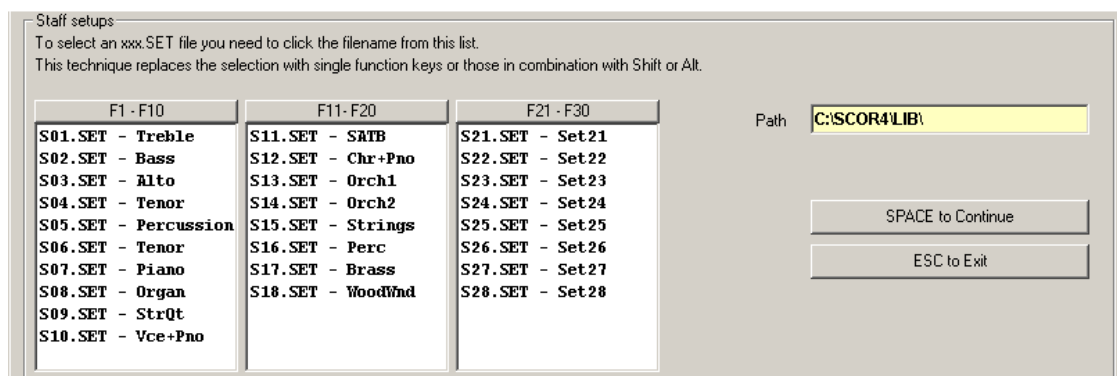 Staff setups
To select an xxx.SET file you need to click the filename from this list.
This technique replaces the selection with single function keys or those in combination with Shift or Alt.
F1 - F10
S01.SET - Treble
S02.SET - Bass
S03.SET - Alto
S04.SET - Tenor
S05.SET - Percussion
S06.SET - Tenor
S07.SET - Piano
S08.SET - Organ
S09.SET - StrQt
S10.SET - Vce+Pno
F11- F20
S11.SET - SATB
S12.SET - Chr+Pno
S13.SET - Orch1
S14.SET - Orch2
S15.SET - Strings
S16.SET - Perc
S17.SET - Brass
S18.SET - WoodWnd
F21 - F30
S21.SET - Set21
S22.SET - Set22
S23.SET - Set23
S24.SET - Set24
S25.SET - Set25
S26.SET - Set26
S27.SET - Set27
S28.SET - Set28
Path C:\SCOR4\LIB\
SPACE to Continue
ESC to Exit